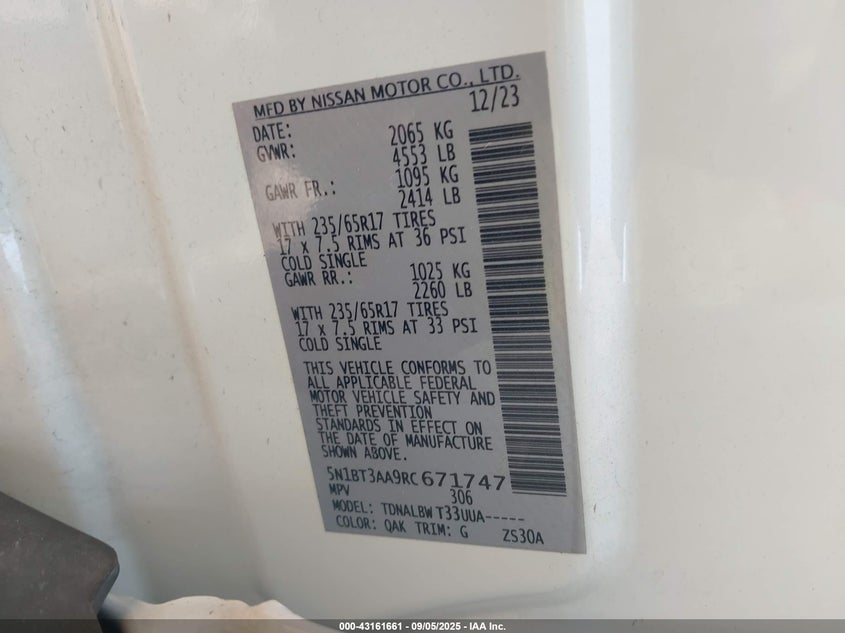 MFD BY NISSAN MOTOR CO., LTD.
DATE: 12/23
GVWR: 2065 KG
4553 LB
GAWR FR.: 1095 KG
2414 LB
WITH 235/65R17 TIRES
17 x 7.5 RIMS AT 36 PSI
COLD SINGLE
GAWR RR.: 1025 KG
2260 LB
WITH 235/65R17 TIRES
17 x 7.5 RIMS AT 33 PSI
COLD SINGLE
THIS VEHICLE CONFORMS TO
ALL APPLICABLE FEDERAL
MOTOR VEHICLE SAFETY AND
THEFT PREVENTION
STANDARDS IN EFFECT ON
THE DATE OF MANUFACTURE
SHOWN ABOVE.
5N1BT3AA9RC671747
MPV 306
MODEL: TDNALBW T33UUA-----
COLOR: QAK TRIM: G ZS30A
000-43161661 - 09/05/2025 - IAA Inc.